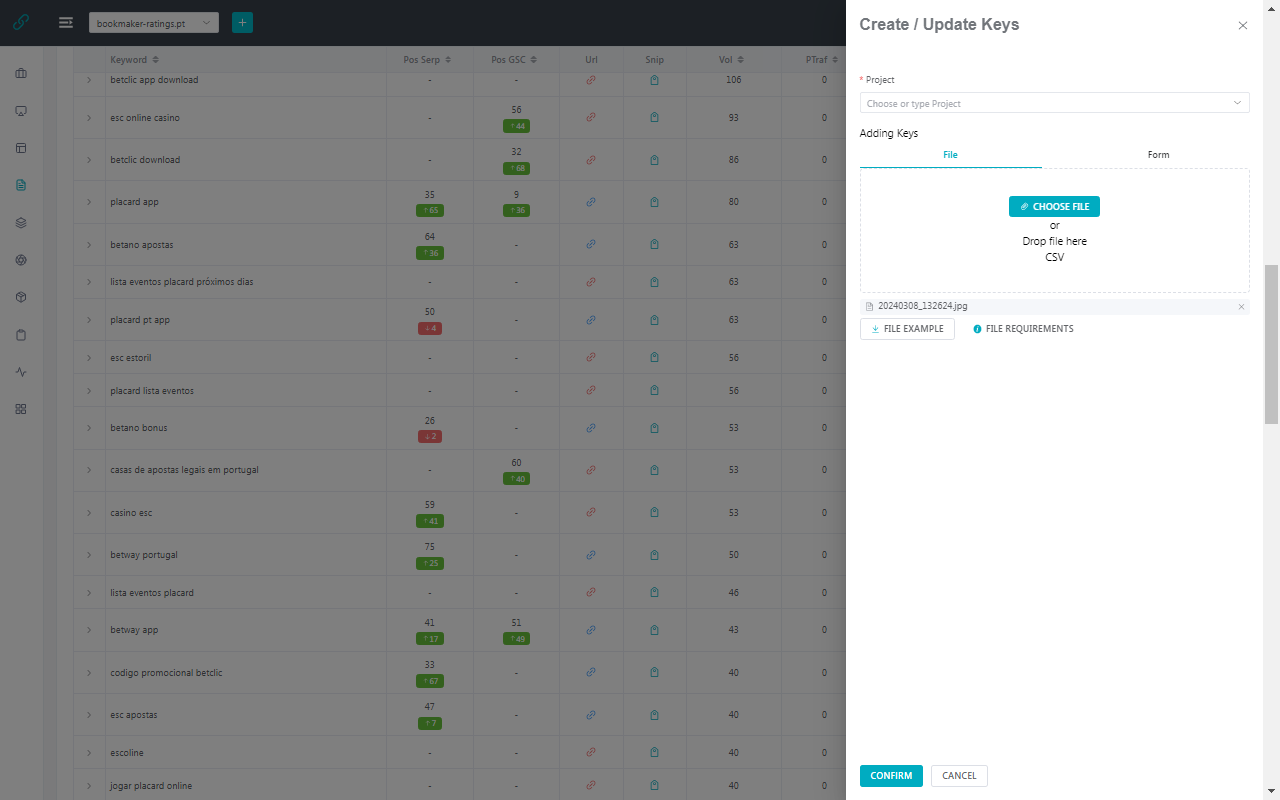 bookmaker-ratings.pt
+
Create / Update Keys
* Project
Choose or type Project
Adding Keys
File Form
CHOOSE FILE
or
Drop file here
CSV
20240308_132624.jpg
FILE EXAMPLE FILE REQUIREMENTS
CONFIRM CANCEL
Keyword Pos Serp Pos GSC Url Snip Vol PTraf
betclic app download - - 106 0
esc online casino - 56 ↑44 93 0
betclic download - 32 ↑68 86 0
placard app 35 ↑65 9 ↑36 80 0
betano apostas 64 ↑36 - 63 0
lista eventos placard próximos dias - - 63 0
placard pt app 50 ↓4 - 63 0
esc estoril - - 56 0
placard lista eventos - - 56 0
betano bonus 26 ↓2 - 53 0
casas de apostas legais em portugal - 60 ↑40 53 0
casino esc 59 ↑41 - 53 0
betway portugal 75 ↑25 - 50 0
lista eventos placard - - 46 0
betway app 41 ↑17 51 ↑49 43 0
codigo promocional betclic 33 ↑67 - 40 0
esc apostas 47 ↑7 - 40 0
escoline - - 40 0
jogar placard online - - 40 0